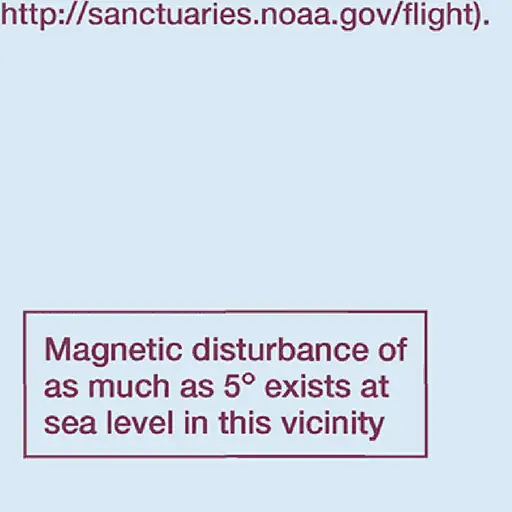 http://sanctuaries.noaa.gov/flight).
Magnetic disturbance of
as much as 5° exists at
sea level in this vicinity